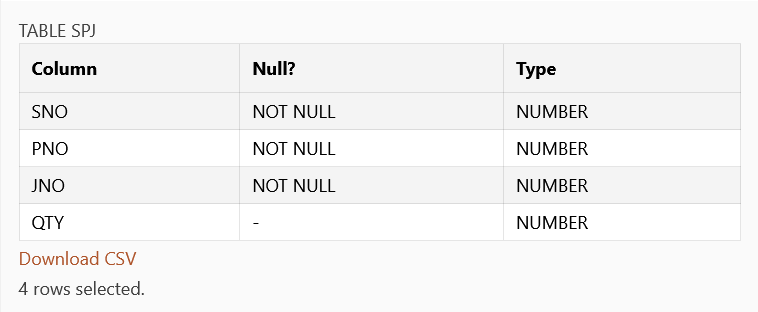 TABLE SPJ
Column Null? Type
SNO NOT NULL NUMBER
PNO NOT NULL NUMBER
JNO NOT NULL NUMBER
QTY - NUMBER
Download CSV
4 rows selected.